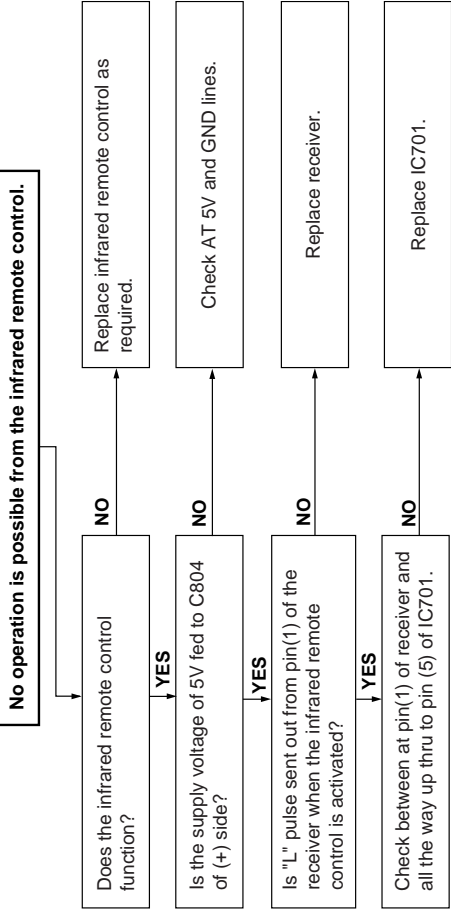 No operation is possible from the infrared remote control.
Does the infrared remote control
function?
NO
Replace infrared remote control as
required.
YES
Is the supply voltage of 5V fed to C804
of (+) side?
NO
Check AT 5V and GND lines.
YES
Is "L" pulse sent out from pin(1) of the
receiver when the infrared remote
control is activated?
NO
Replace receiver.
YES
Check between at pin(1) of receiver and
all the way up thru to pin (5) of IC701.
NO
Replace IC701.